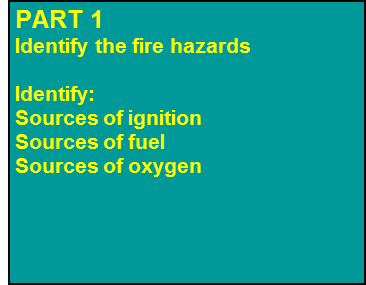 PART 1
Identify the fire hazards
Identify:
Sources of ignition
Sources of fuel
Sources of oxygen